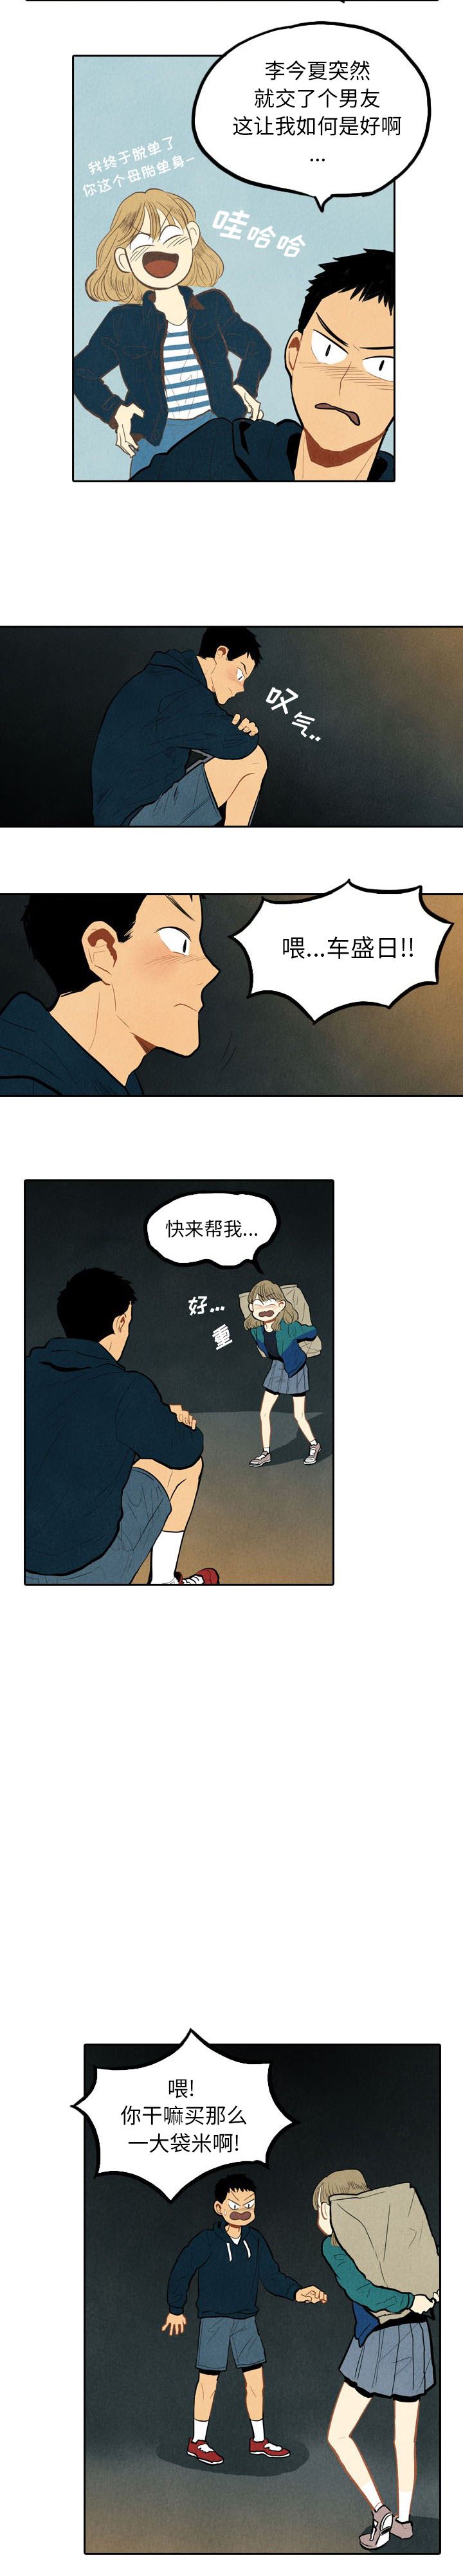 李今夏突然
就交了个男友
这让我如何是好啊
...
我终于脱单了
你这个母胎单身~
哇哈哈
叹
气..
喂...车盛日!!
快来帮我...
好...
重
喂!
你干嘛买那么
一大袋米啊!